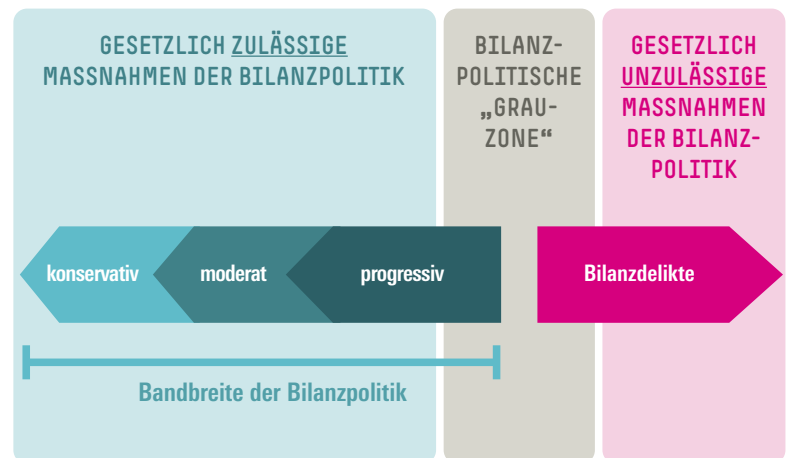 GESETZLICH ZULÄSSIGE
MASSNAHMEN DER BILANZPOLITIK
BILANZ-
POLITISCHE
„GRAU-
ZONE“
GESETZLICH
UNZULÄSSIGE
MASSNAHMEN
DER BILANZ-
POLITIK
konservativ
moderat
progressiv
Bilanzdelikte
Bandbreite der Bilanzpolitik